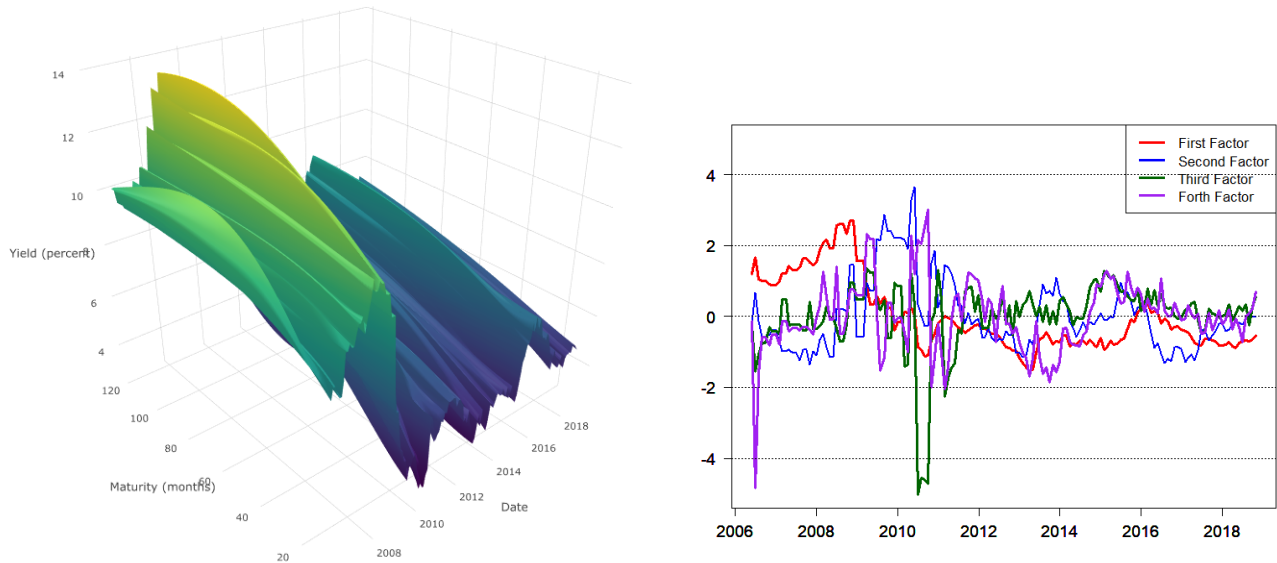 14
12
10
8
6
4
Yield (percent)
120
100
80
60
40
20
Maturity (months)
2018
2016
2014
2012
2010
2008
Date
First Factor
Second Factor
Third Factor
Forth Factor
4
2
0
-2
-4
2006 2008 2010 2012 2014 2016 2018